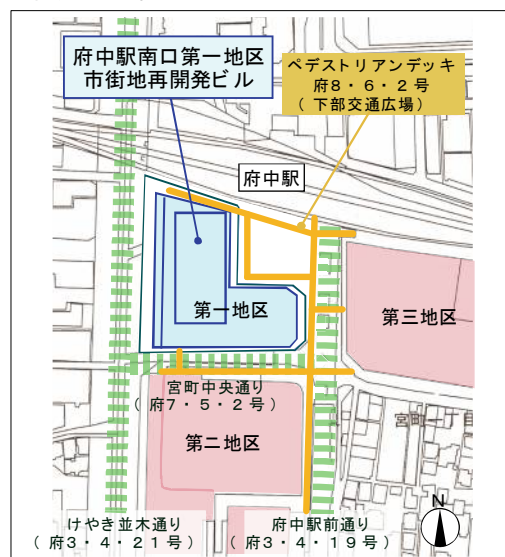 府中駅南口第一地区
市街地再開発ビル
ペデストリアンデッキ
府8・6・2号
（下部交通広場）
府中駅
第一地区
第三地区
宮町中央通り
（府7・5・2号）
第二地区
けやき並木通り
（府3・4・21号）
府中駅前通り
（府3・4・19号）
N